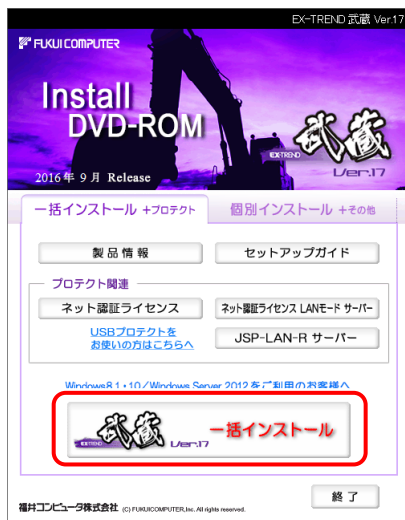 EX-TREND 武蔵 Ver.17
FUKUI COMPUTER
Install
DVD-ROM
EX-TREND 武蔵 Ver.17
2016年 9月 Release
一括インストール +プロテクト
個別インストール +その他
製品情報
セットアップガイド
プロテクト関連
ネット認証ライセンス
ネット認証ライセンス LANモード サーバー
USBプロテクトを
お使いの方はこちらへ
JSP-LAN-R サーバー
Windows8.1・10/Windows Server 2012 をご利用のお客様へ
EX-TREND 武蔵 Ver.17 一括インストール
終了
福井コンピュータ株式会社 (C) FUKUICOMPUTER,Inc. All rights reserved.